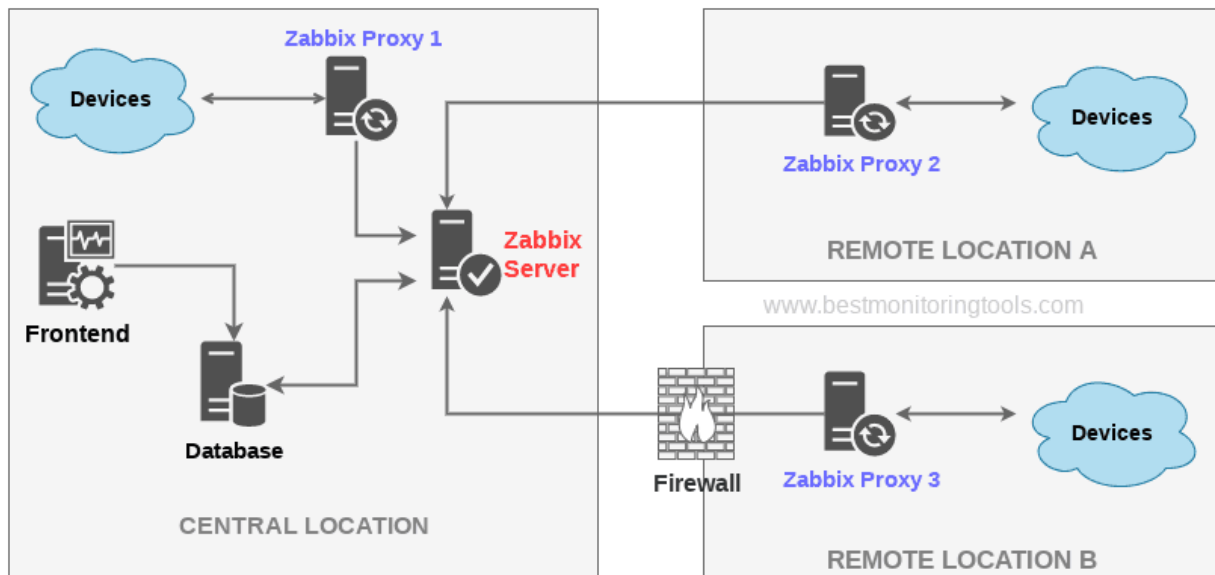 Zabbix Proxy 1
Devices
Zabbix
Server
Frontend
Database
CENTRAL LOCATION
Devices
Zabbix Proxy 2
REMOTE LOCATION A
www.bestmonitoringtools.com
Firewall
Devices
Zabbix Proxy 3
REMOTE LOCATION B